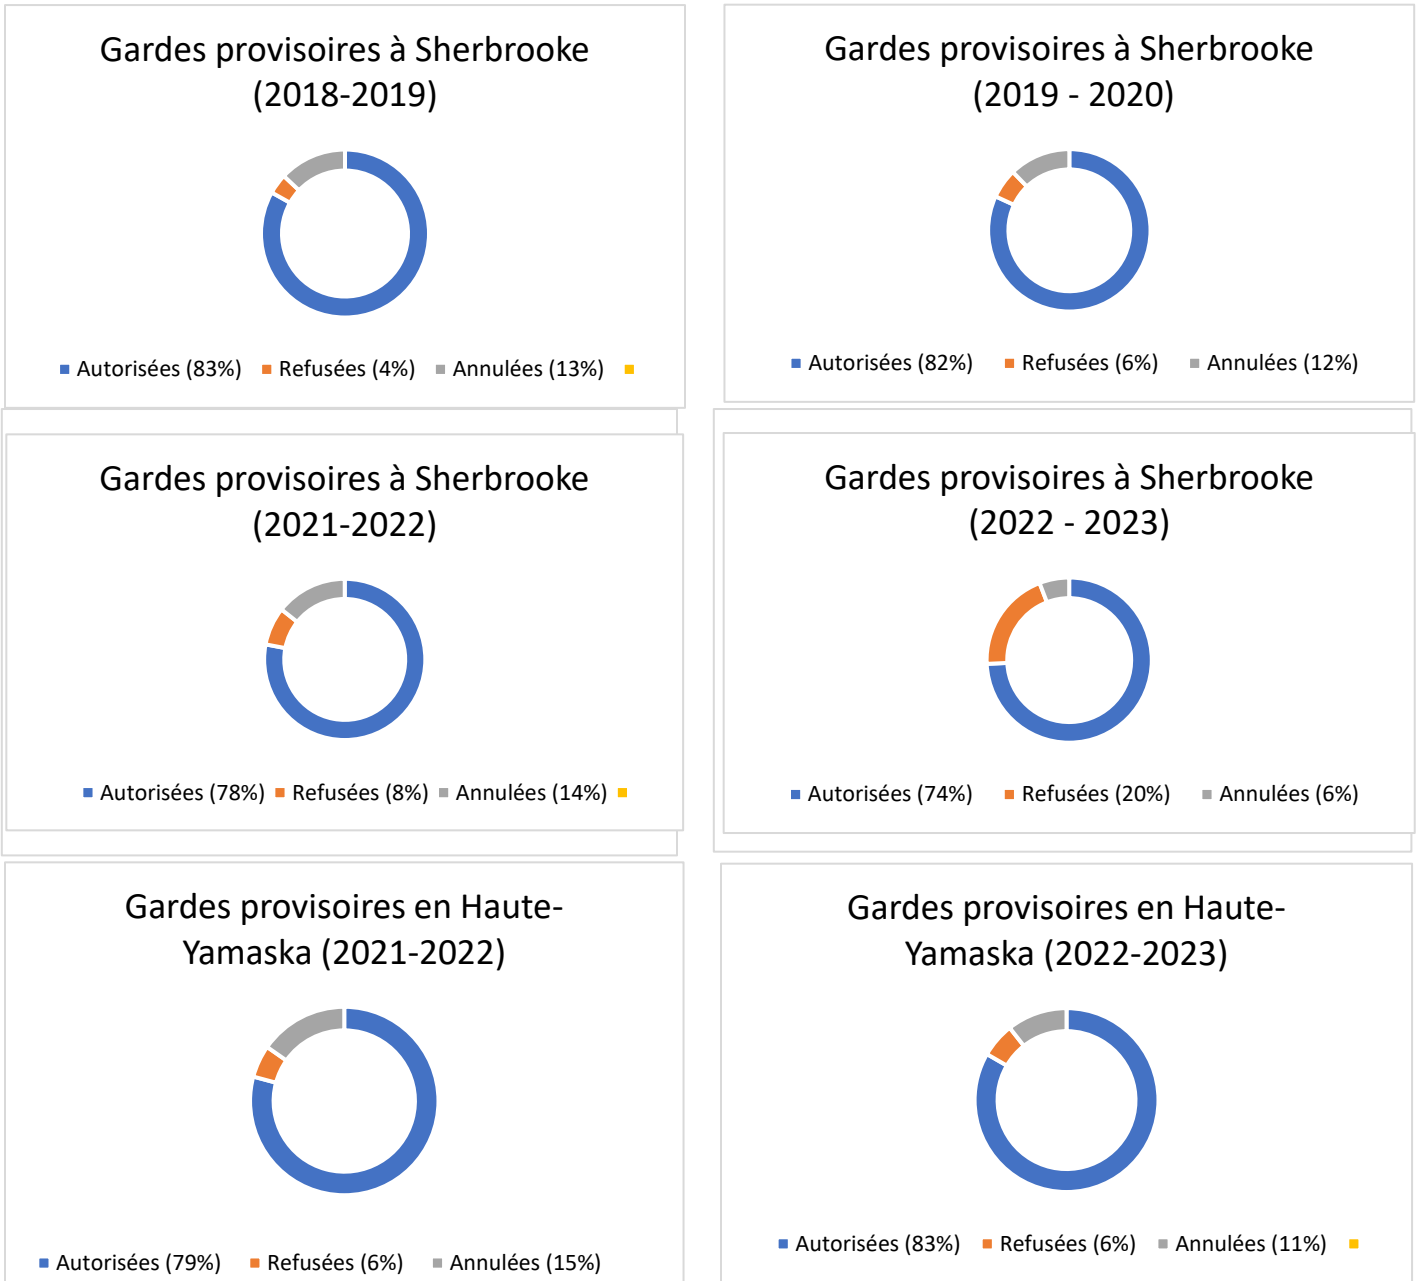 Gardes provisoires à Sherbrooke
(2018-2019)
Autorisées (83%) Refusées (4%) Annulées (13%)
Gardes provisoires à Sherbrooke
(2019 - 2020)
Autorisées (82%) Refusées (6%) Annulées (12%)
Gardes provisoires à Sherbrooke
(2021-2022)
Autorisées (78%) Refusées (8%) Annulées (14%)
Gardes provisoires à Sherbrooke
(2022 - 2023)
Autorisées (74%) Refusées (20%) Annulées (6%)
Gardes provisoires en Haute-
Yamaska (2021-2022)
Autorisées (79%) Refusées (6%) Annulées (15%)
Gardes provisoires en Haute-
Yamaska (2022-2023)
Autorisées (83%) Refusées (6%) Annulées (11%)